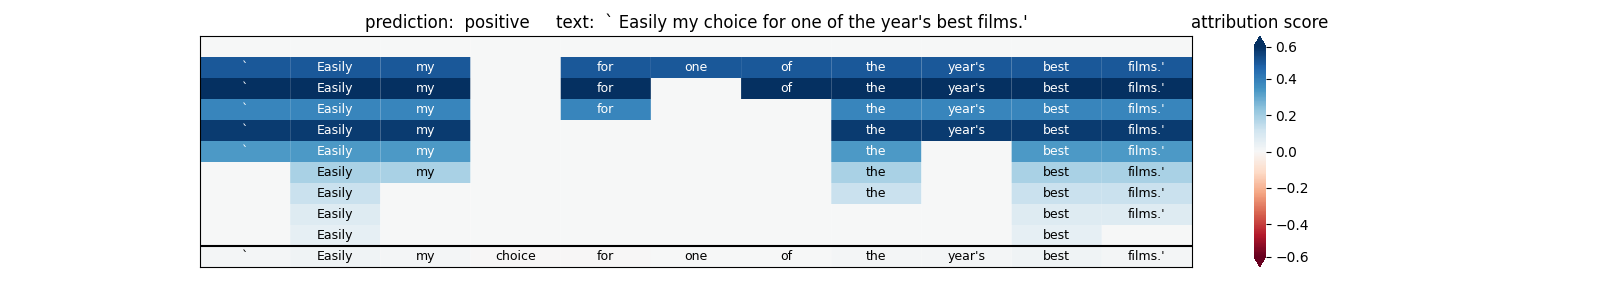 prediction:  positive     text:  ` Easily my choice for one of the year's best films.'
attribution score
` Easily my for one of the year's best films.'
` Easily my for of the year's best films.'
` Easily my for the year's best films.'
` Easily my the year's best films.'
` Easily my the best films.'
Easily my the best films.'
Easily the best films.'
Easily best films.'
Easily best
` Easily my choice for one of the year's best films.'
0.6
0.4
0.2
0.0
−0.2
−0.4
−0.6